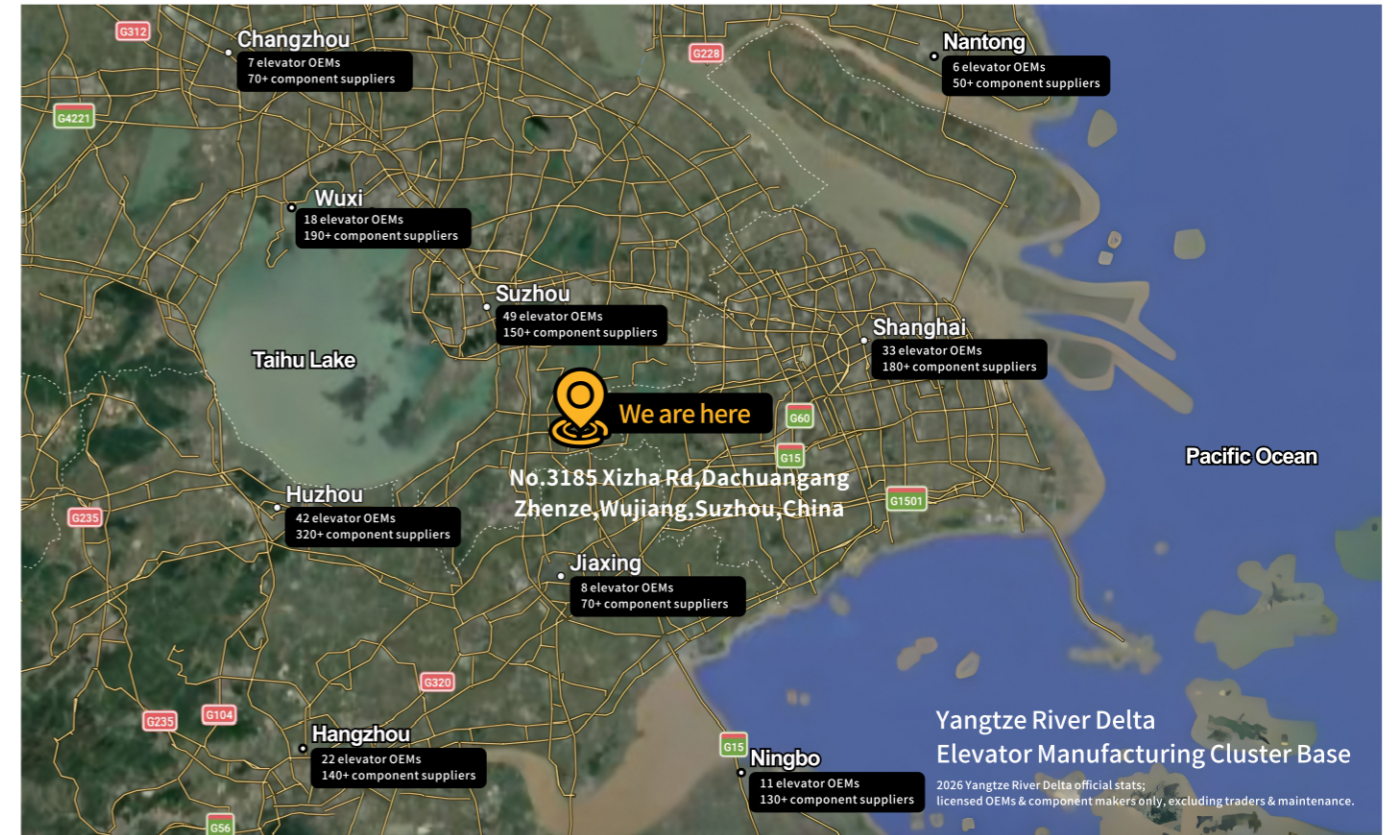 G312
Changzhou
7 elevator OEMs
70+ component suppliers
G228
Nantong
6 elevator OEMs
50+ component suppliers
G4221
Wuxi
18 elevator OEMs
190+ component suppliers
Suzhou
49 elevator OEMs
150+ component suppliers
Shanghai
33 elevator OEMs
180+ component suppliers
Taihu Lake
We are here
G60
G15
Pacific Ocean
No.3185 Xizha Rd,Dachuangang
Zhenze,Wujiang,Suzhou,China
Huzhou
42 elevator OEMs
320+ component suppliers
G235
G1501
Jiaxing
8 elevator OEMs
70+ component suppliers
G320
G235
G104
Hangzhou
22 elevator OEMs
140+ component suppliers
G15
Ningbo
11 elevator OEMs
130+ component suppliers
Yangtze River Delta
Elevator Manufacturing Cluster Base
2026 Yangtze River Delta official stats;
licensed OEMs & component makers only, excluding traders & maintenance.
G56